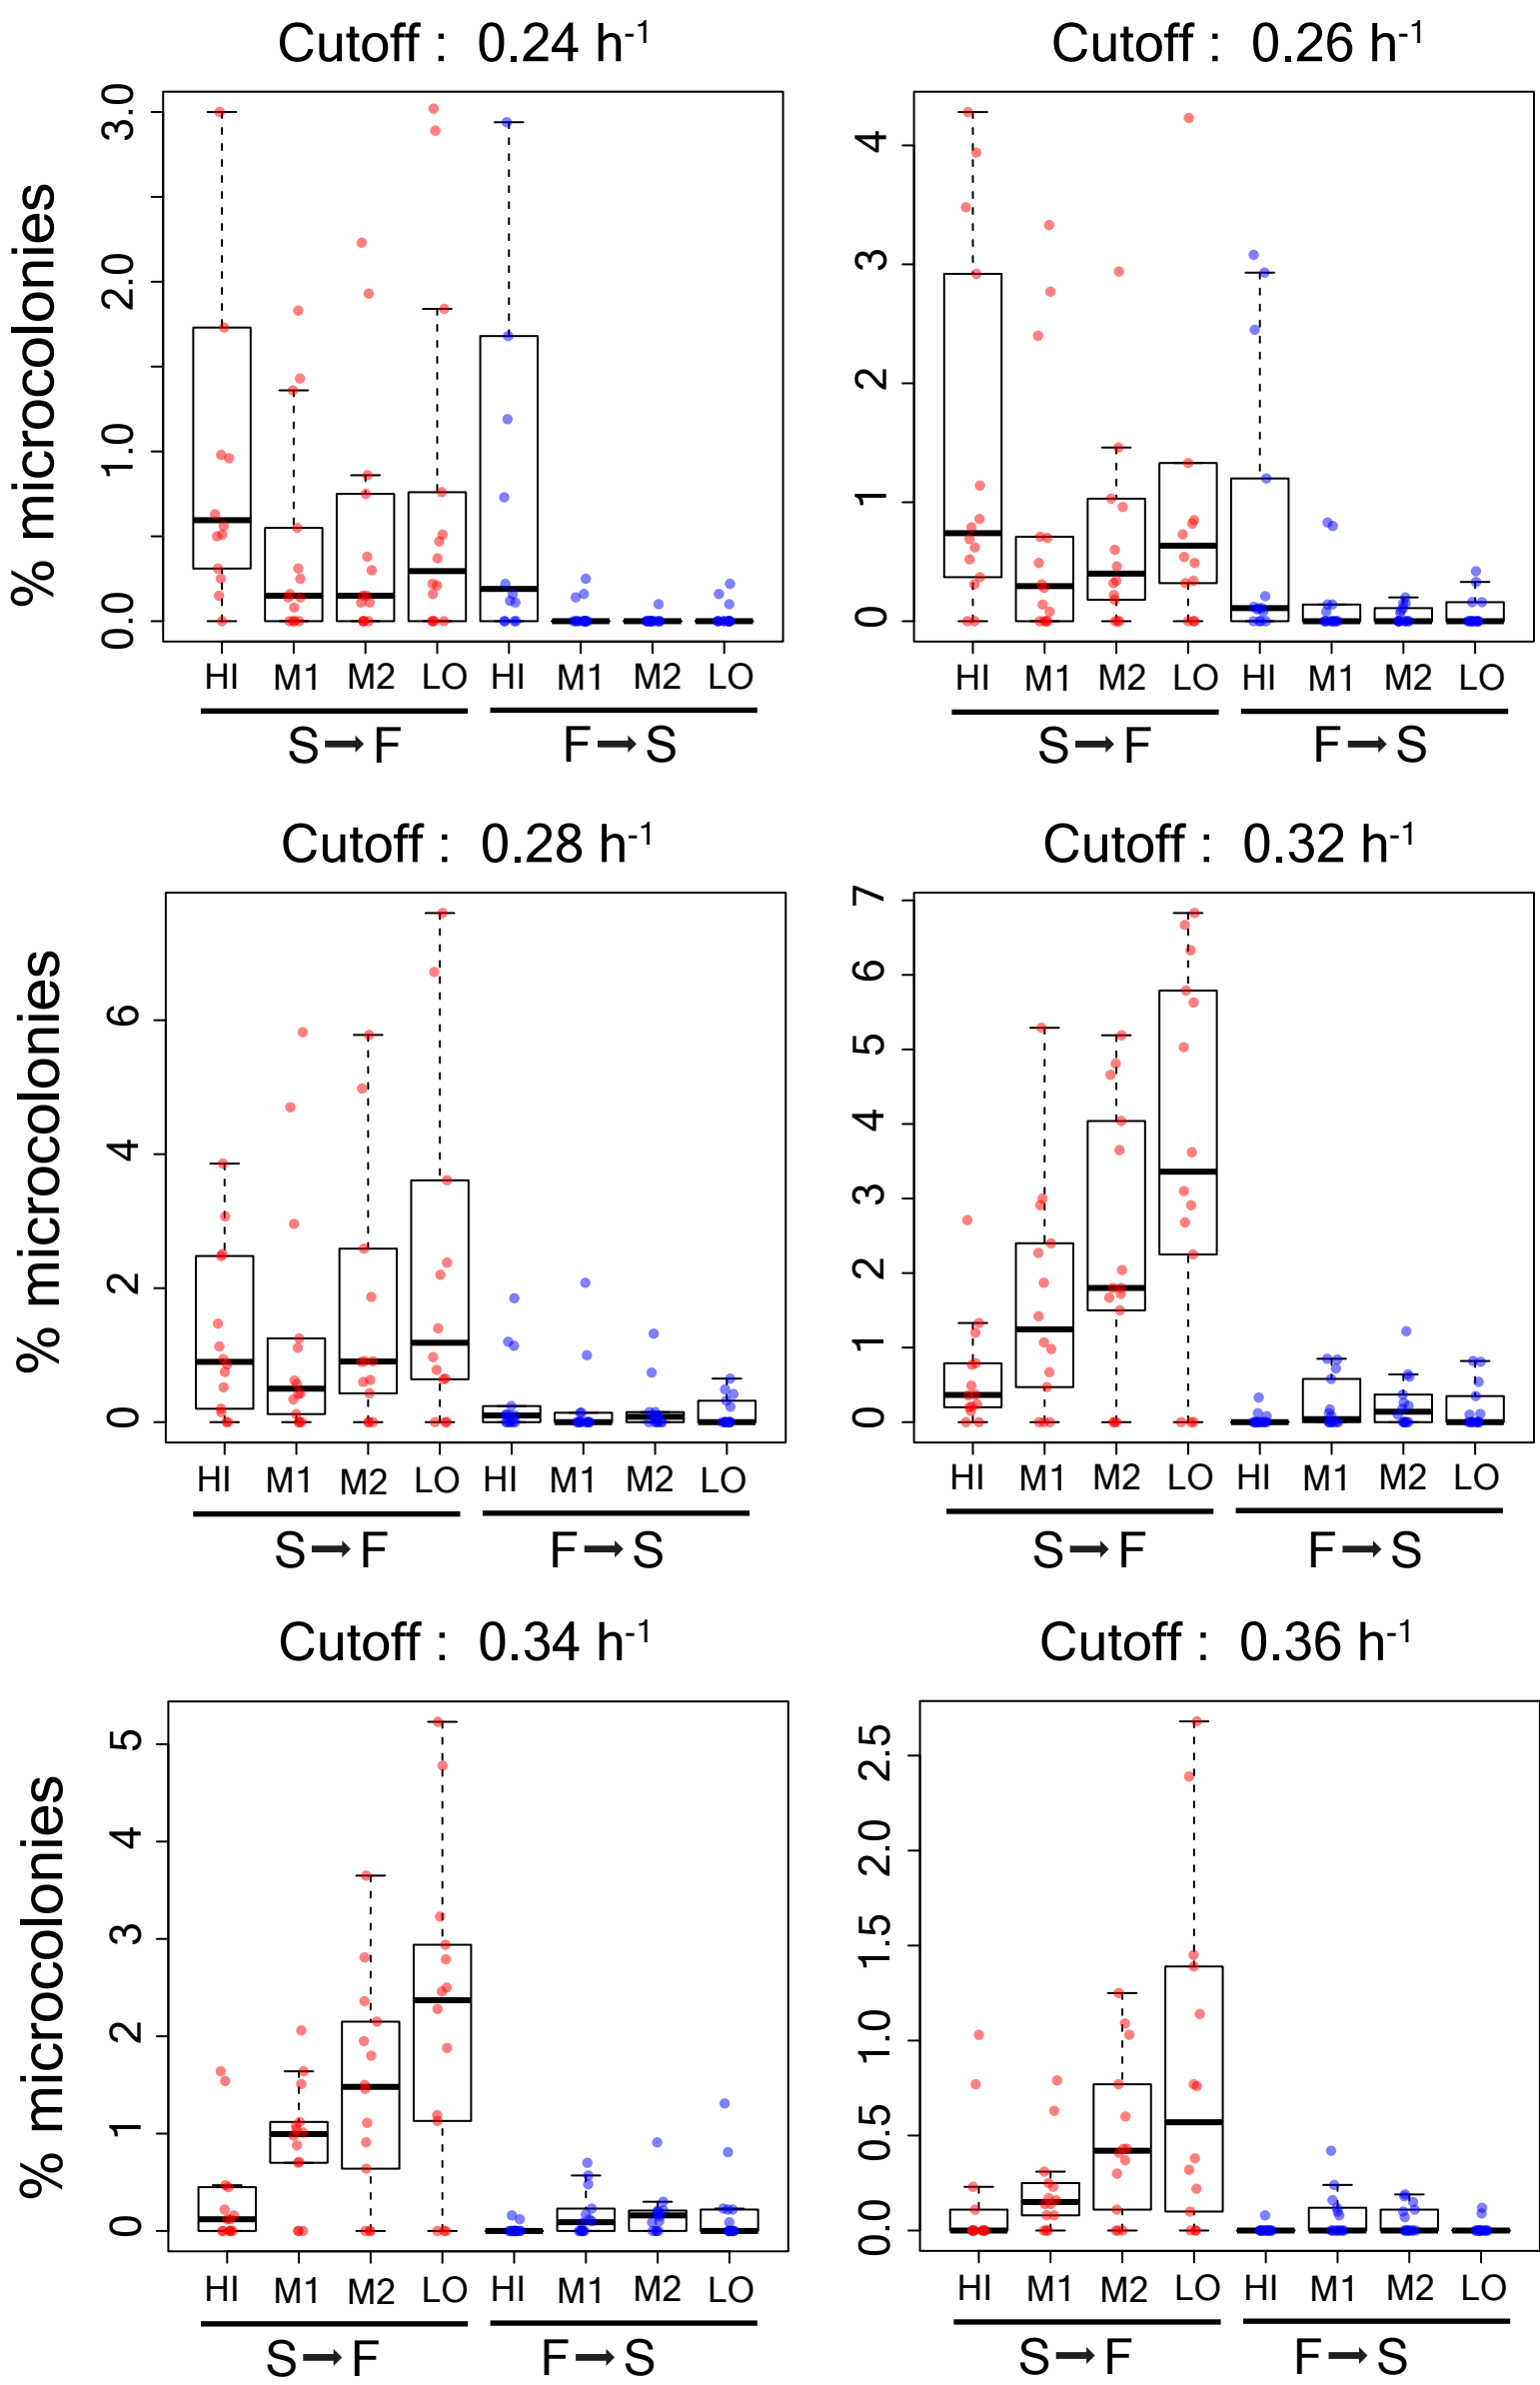 Cutoff : 0.24 h-1
% microcolonies
3.0
2.0
1.0
0.0
HI M1 M2 LO HI M1 M2 LO
S→F F→S
Cutoff : 0.26 h-1
4
3
2
1
0
HI M1 M2 LO HI M1 M2 LO
S→F F→S
Cutoff : 0.28 h-1
% microcolonies
6
4
2
0
HI M1 M2 LO HI M1 M2 LO
S→F F→S
Cutoff : 0.32 h-1
7
6
5
4
3
2
1
0
HI M1 M2 LO HI M1 M2 LO
S→F F→S
Cutoff : 0.34 h-1
% microcolonies
5
4
3
2
1
0
HI M1 M2 LO HI M1 M2 LO
S→F F→S
Cutoff : 0.36 h-1
2.5
2.0
1.5
1.0
0.5
0.0
HI M1 M2 LO HI M1 M2 LO
S→F F→S